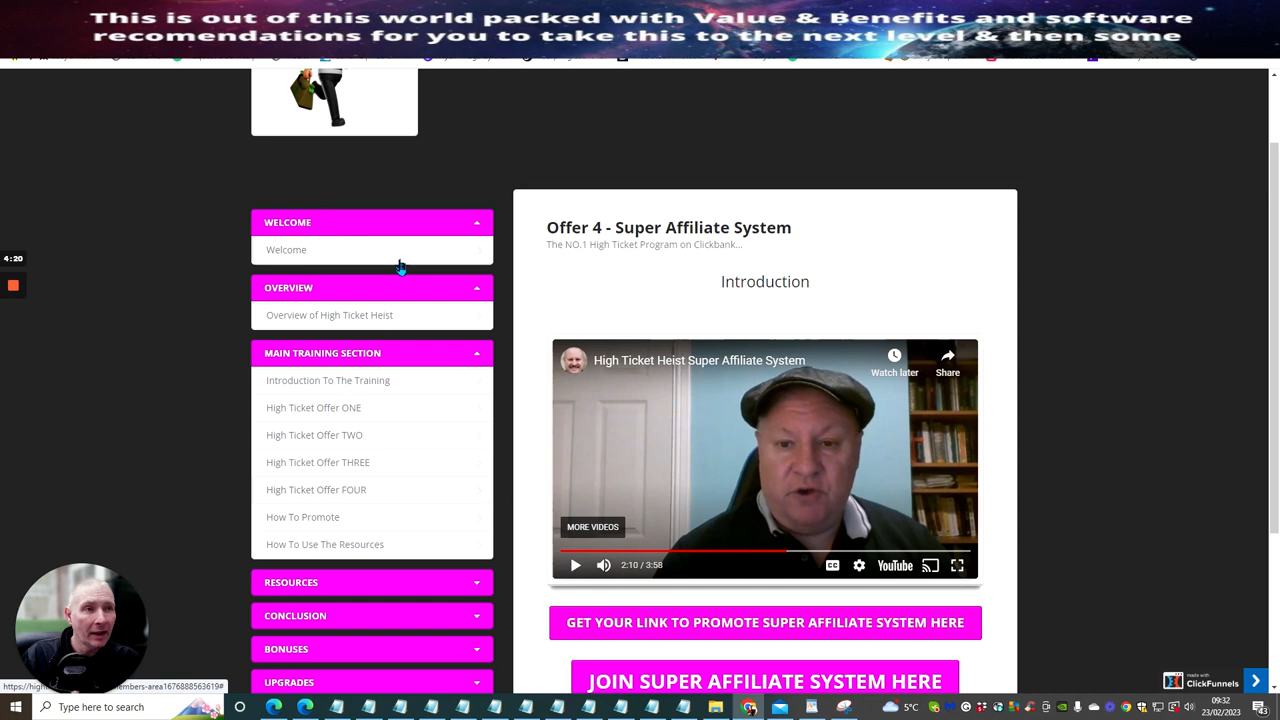 This is out of this world packed with Value & Benefits and software
recomendations for you to take this to the next level & then some
WELCOME
Welcome
OVERVIEW
Overview of High Ticket Heist
MAIN TRAINING SECTION
Introduction To The Training
High Ticket Offer ONE
High Ticket Offer TWO
High Ticket Offer THREE
High Ticket Offer FOUR
How To Promote
How To Use The Resources
RESOURCES
CONCLUSION
BONUSES
UPGRADES
Offer 4 - Super Affiliate System
The NO.1 High Ticket Program on Clickbank...
Introduction
High Ticket Heist Super Affiliate System
Watch later
Share
MORE VIDEOS
2:10 / 3:58
CC
YouTube
GET YOUR LINK TO PROMOTE SUPER AFFILIATE SYSTEM HERE
JOIN SUPER AFFILIATE SYSTEM HERE
4:20
made with
ClickFunnels
Type here to search
5°C
09:32
23/02/2023